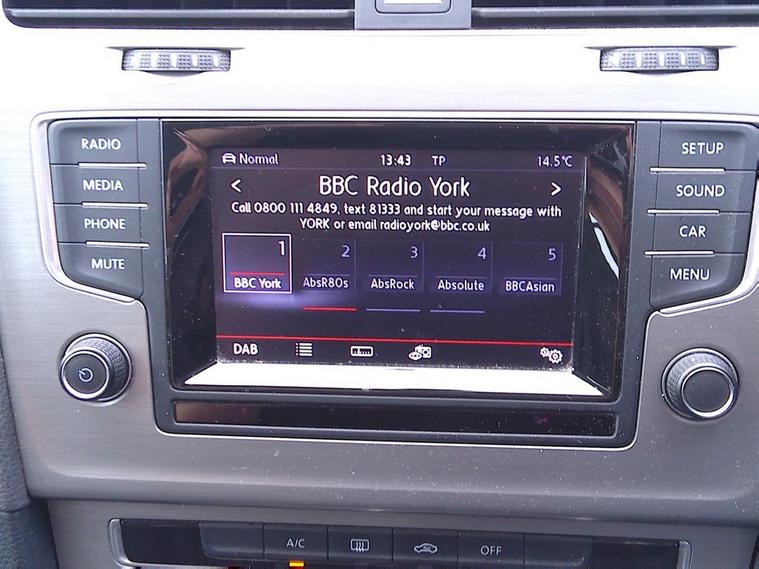 RADIO
MEDIA
PHONE
MUTE
Normal 13:43 TP 14.5°C
< BBC Radio York >
Call 0800 111 4849, text 81333 and start your message with
YORK or email radioyork@bbc.co.uk
1 2 3 4 5
BBC York AbsR80s AbsRock Absolute BBCAsian
DAB
SETUP
SOUND
CAR
MENU
A/C OFF